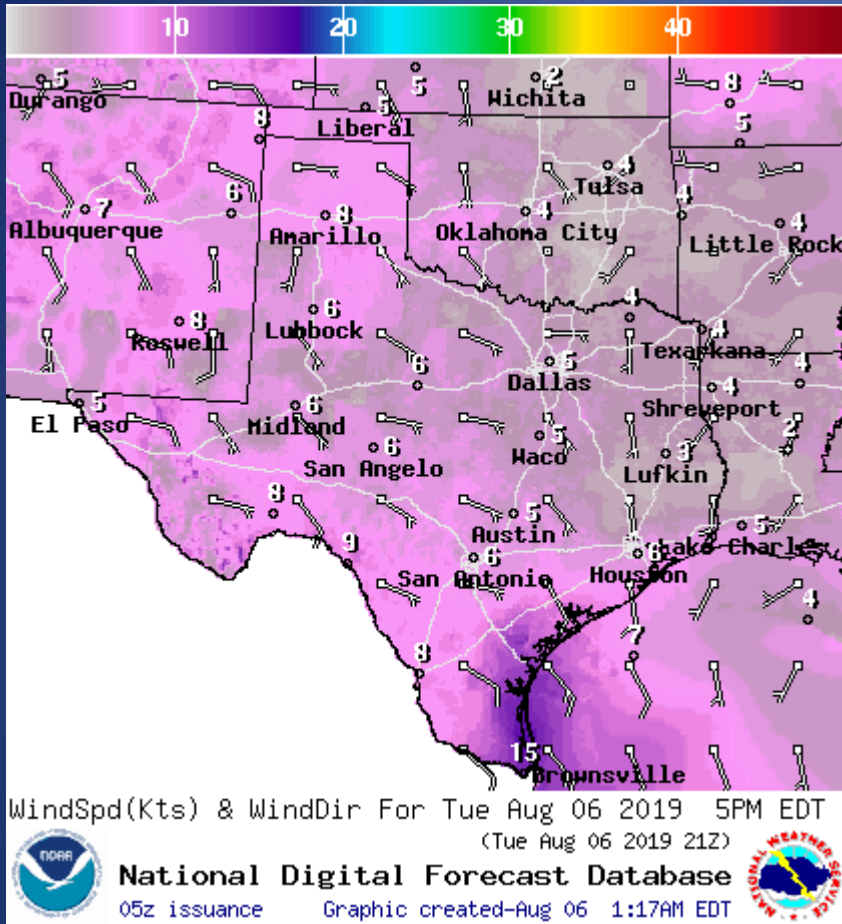 10 20 30 40
5 5 2 8
Durango Wichita
8 Liberal 5 5
4
Tulsa
7 6 8 4 4 4
Albuquerque Amarillo Oklahoma City Little Rock
8 6 4 4
Roswell Lubbock Texarkana
6 5 4 4
Dallas
5 6 Shreveport
El Paso Midland 6 5 3 2
San Angelo Waco Lufkin
8 5 5
Austin Lake Charles
9 6 6
San Antonio Houston
4
7
8
15
Brownsville
WindSpd(Kts) & WindDir For Tue Aug 06 2019 5PM EDT
(Tue Aug 06 2019 21Z)
NOAA
National Digital Forecast Database
05z issuance Graphic created-Aug 06 1:17AM EDT
NATIONAL WEATHER SERVICE